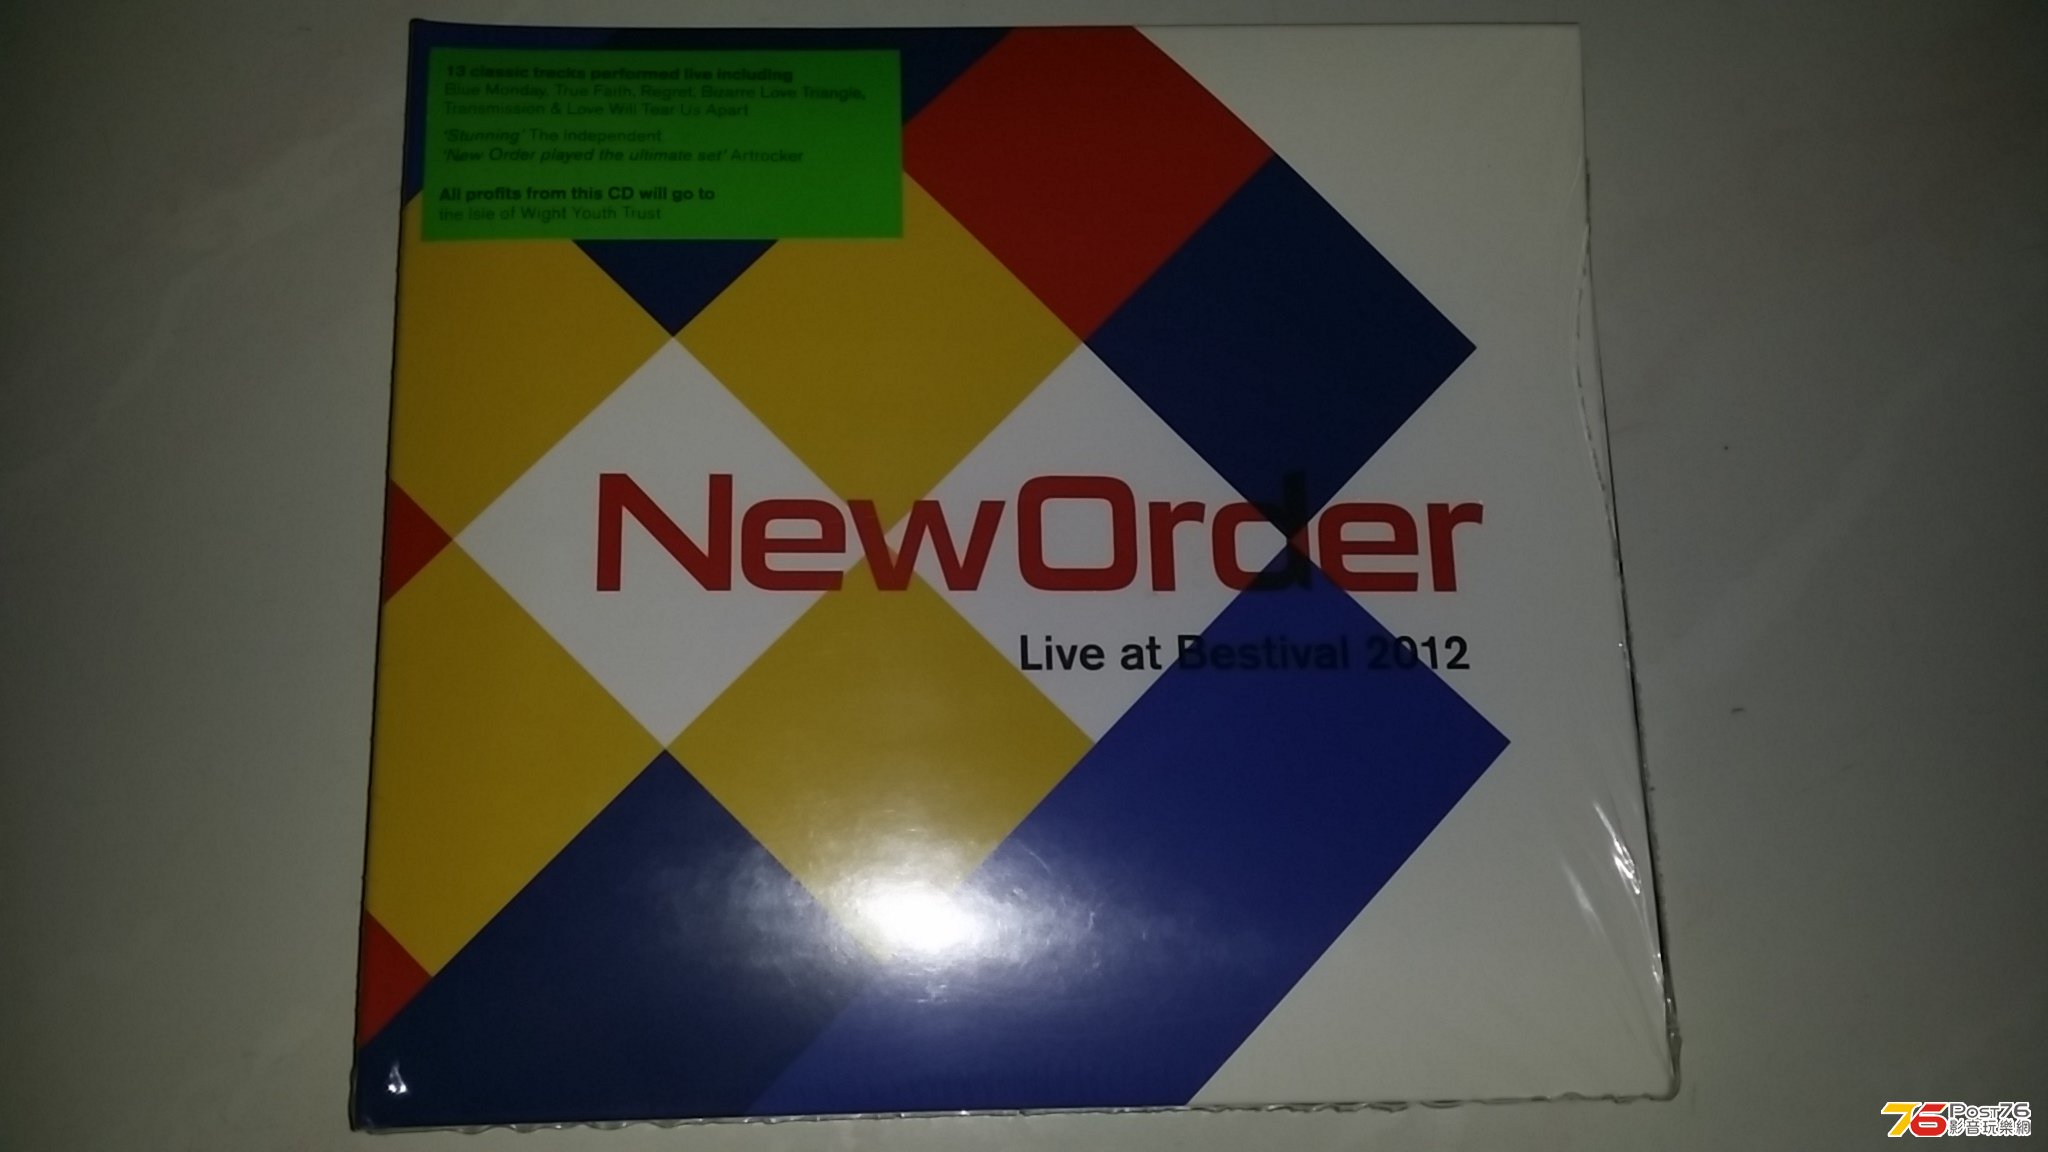 13 classic tracks performed live including
Blue Monday, True Faith, Regret, Bizarre Love Triangle,
Transmission & Love Will Tear Us Apart
'Stunning' The Independent
'New Order played the ultimate set' Artrocker
All profits from this CD will go to
the Isle of Wight Youth Trust
NewOrder
Live at Bestival 2012
76 Post76
影音玩樂網